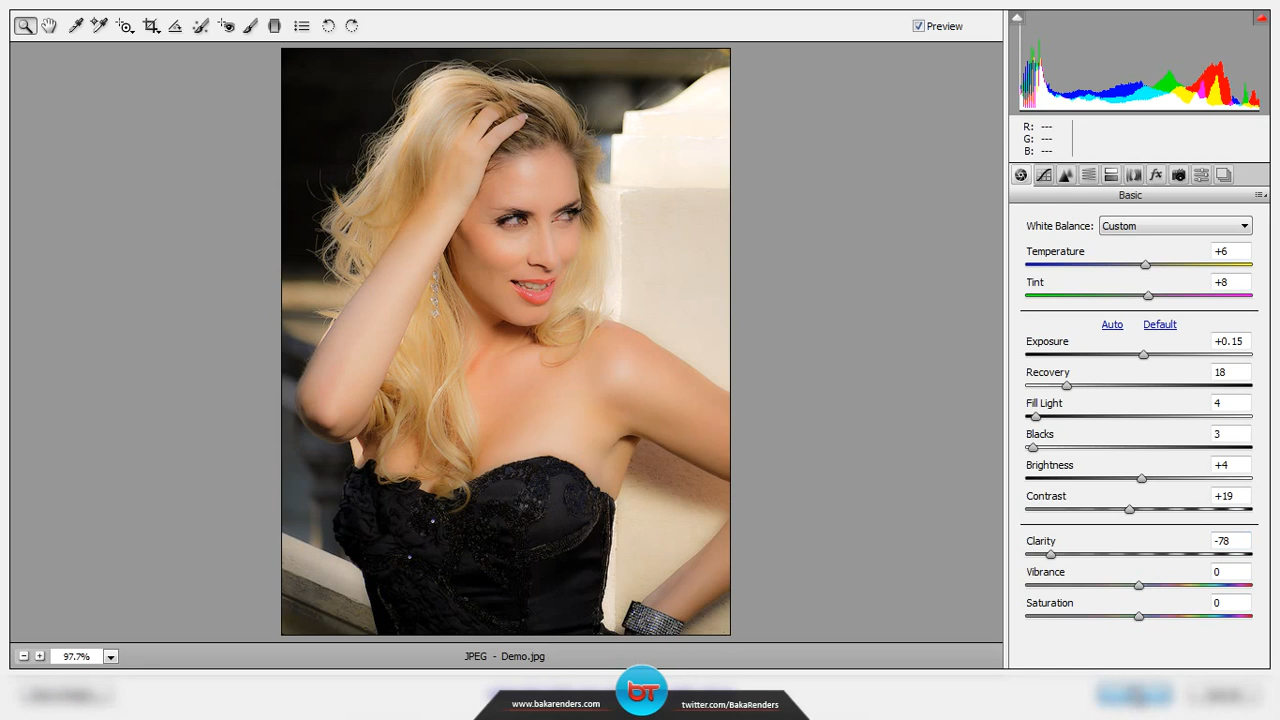 Preview
R: ---
G: ---
B: ---
Basic
White Balance: Custom
Temperature +6
Tint +8
Auto Default
Exposure +0.15
Recovery 18
Fill Light 4
Blacks 3
Brightness +4
Contrast +19
Clarity -78
Vibrance 0
Saturation 0
97.7%
JPEG - Demo.jpg
www.bakarenders.com
bT
twitter.com/BakaRenders